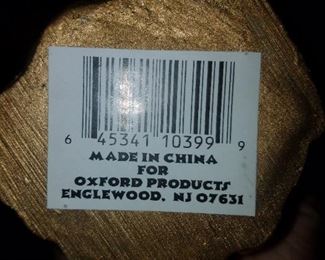 6 45341 10399 9
MADE IN CHINA
FOR
OXFORD PRODUCTS
ENGLEWOOD. NJ 07631